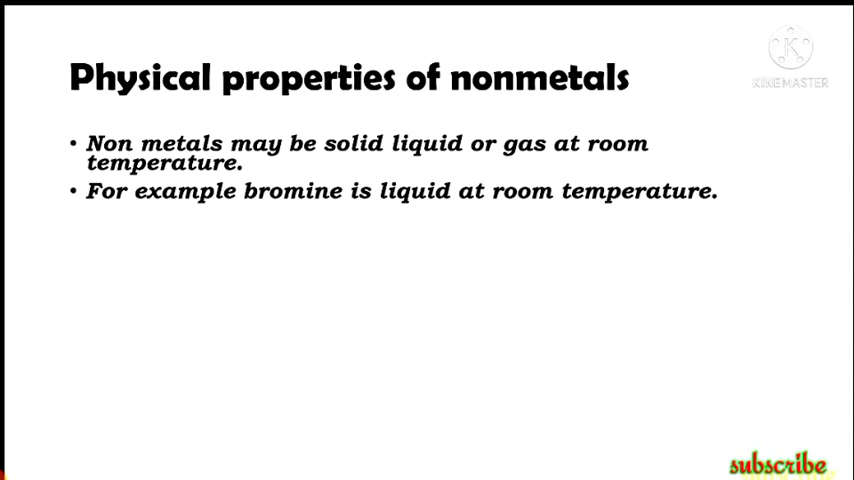 Physical properties of nonmetals
K
KINEMASTER
• Non metals may be solid liquid or gas at room
temperature.
• For example bromine is liquid at room temperature.
subscribe